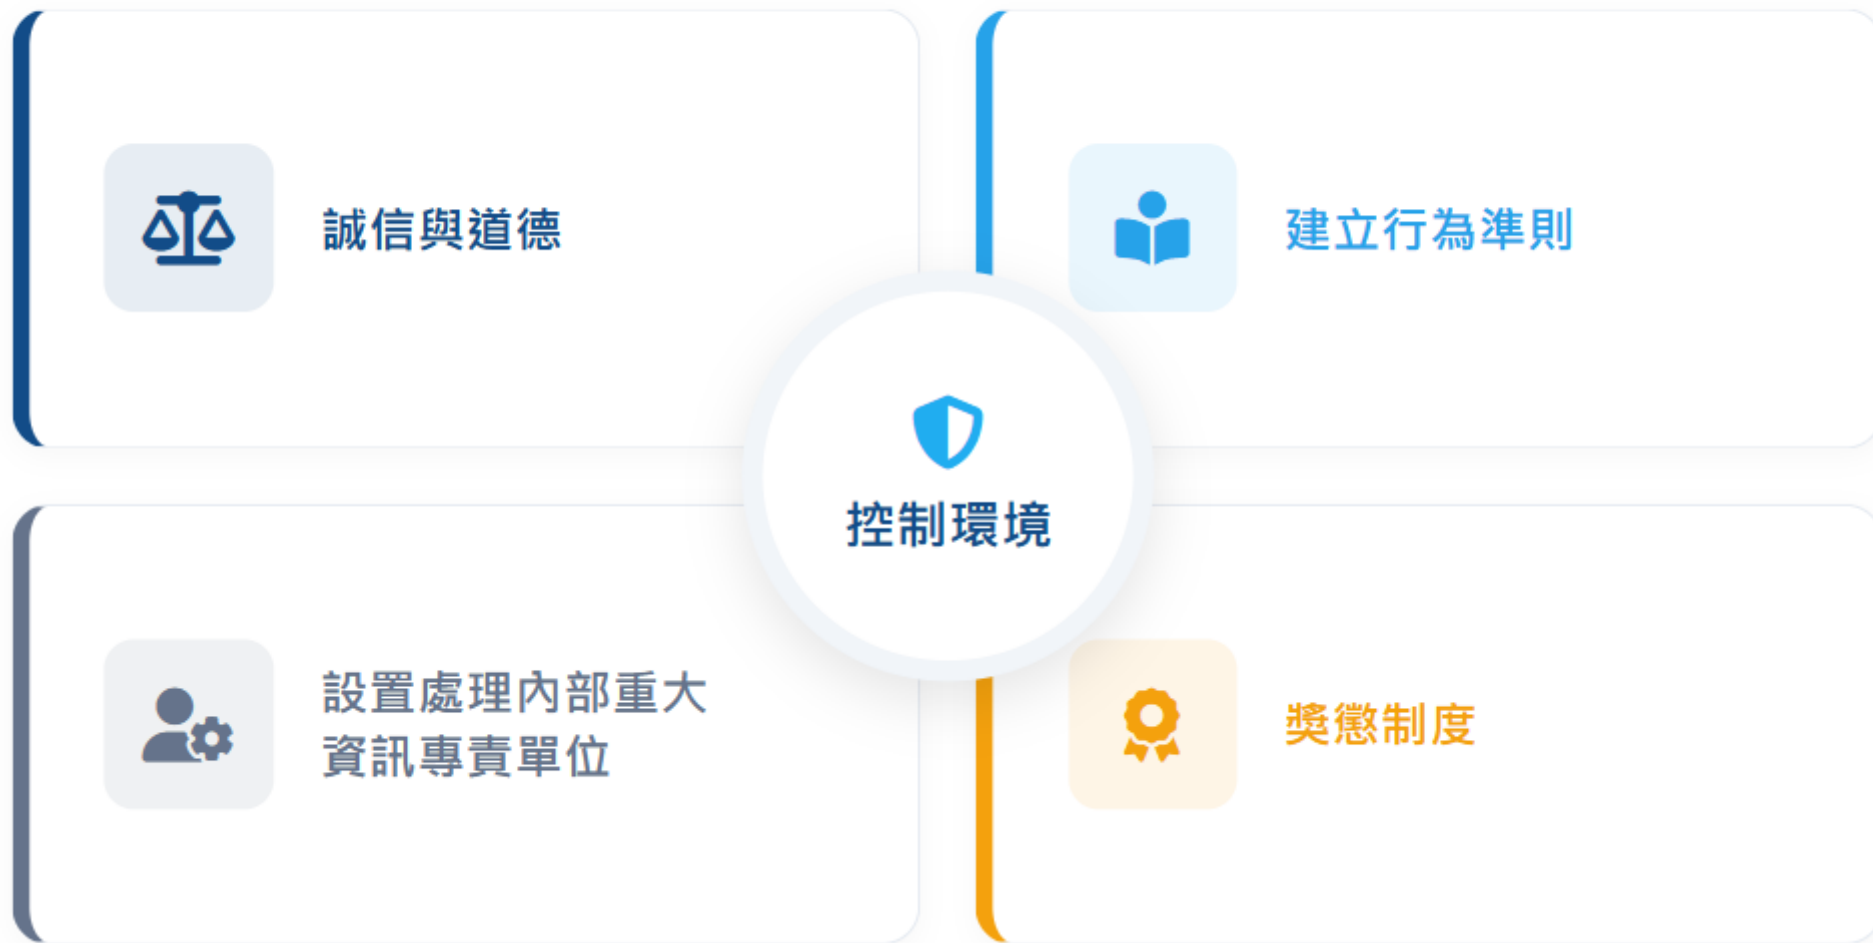 誠信與道德
建立行為準則
控制環境
設置處理內部重大
資訊專責單位
獎懲制度